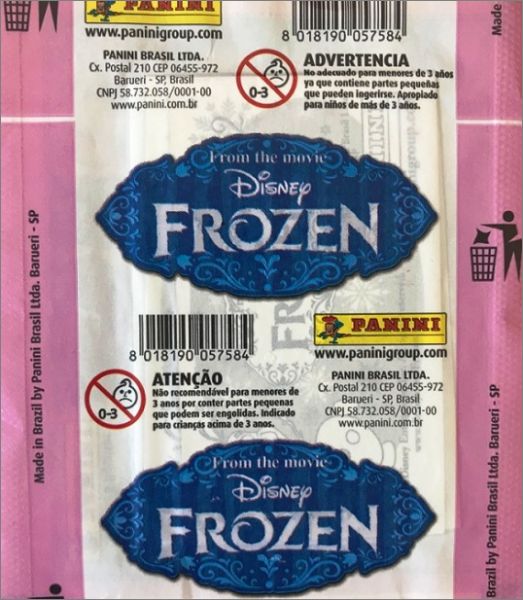 PANINI
www.paninigroup.com
PANINI BRASIL LTDA.
Cx. Postal 210 CEP 06455-972
Barueri - SP, Brasil
CNPJ 58.732.058/0001-00
www.panini.com.br
8 018190 057584
0-3
ADVERTENCIA
No adecuado para menores de 3 años
ya que contiene partes pequeñas
que pueden ingerirse. Apropiado
para niños de más de 3 años.
Made
From the movie
Disney
FROZEN
8 018190 057584
0-3
ATENÇÃO
Não recomendável para menores de
3 anos por conter partes pequenas
que podem ser engolidas. Indicado
para crianças acima de 3 anos.
PANINI
www.paninigroup.com
PANINI BRASIL LTDA.
Cx. Postal 210 CEP 06455-972
Barueri - SP, Brasil
CNPJ 58.732.058/0001-00
www.panini.com.br
From the movie
Disney
FROZEN
Made in Brazil by Panini Brasil Ltda. Barueri - SP
Brazil by Panini Brasil Ltda. Barueri - SP